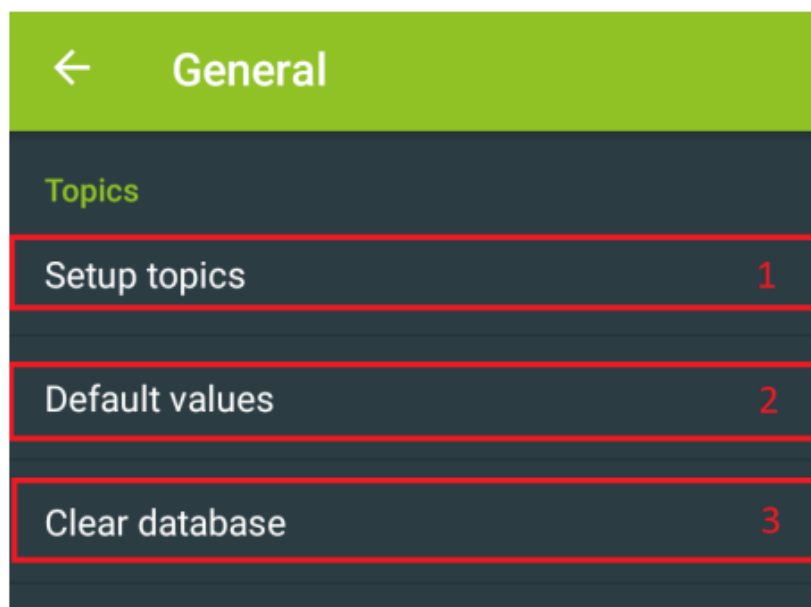 General
Topics
Setup topics 1
Default values 2
Clear database 3